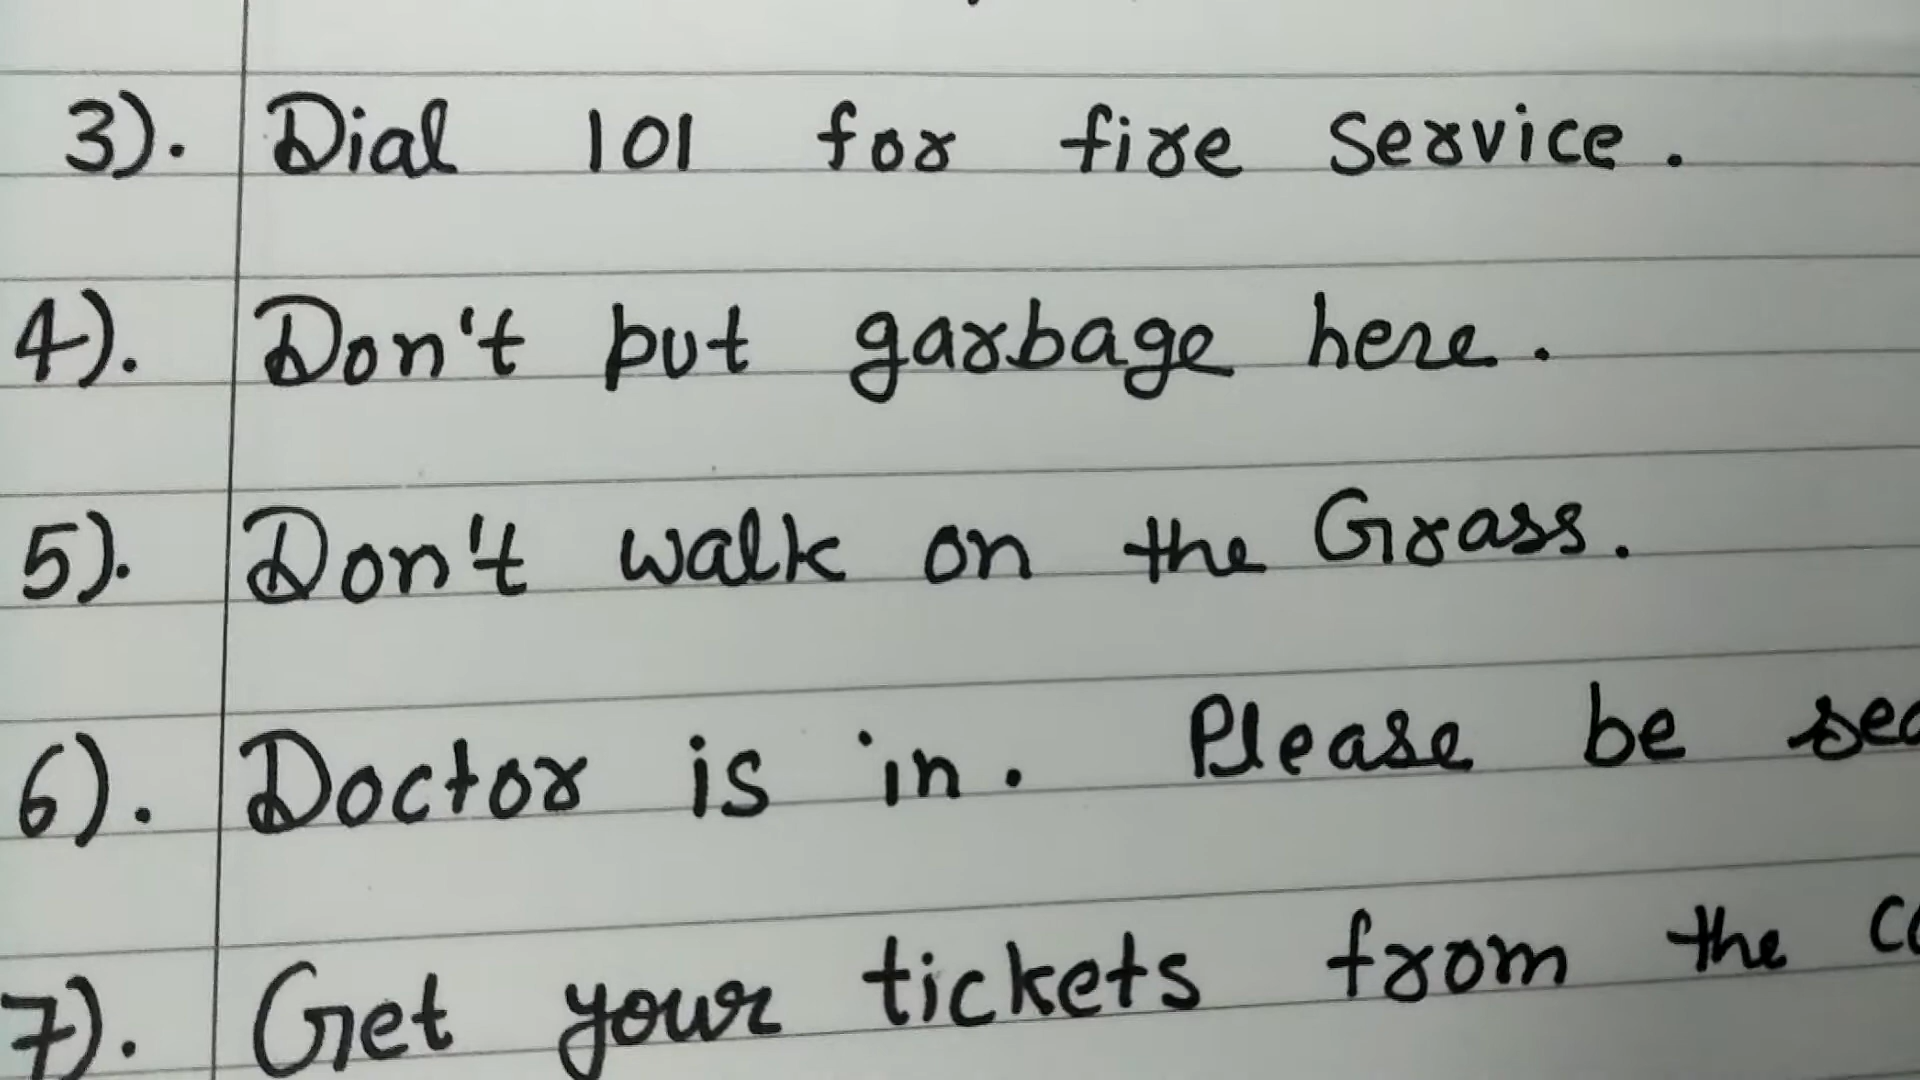 3). Dial 101 for fire service.
4). Don't put garbage here.
5). Don't walk on the Grass.
6). Doctor is in. Please be
7). Get your tickets from the